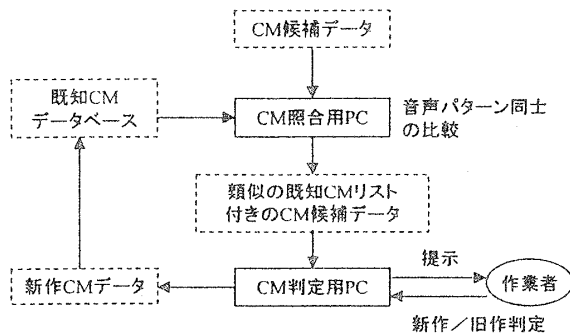 CM候補データ
既知CM
データベース
CM照合用PC
音声パターン同士
の比較
類似の既知CMリスト
付きのCM候補データ
新作CMデータ
CM判定用PC
提示
作業者
新作/旧作判定